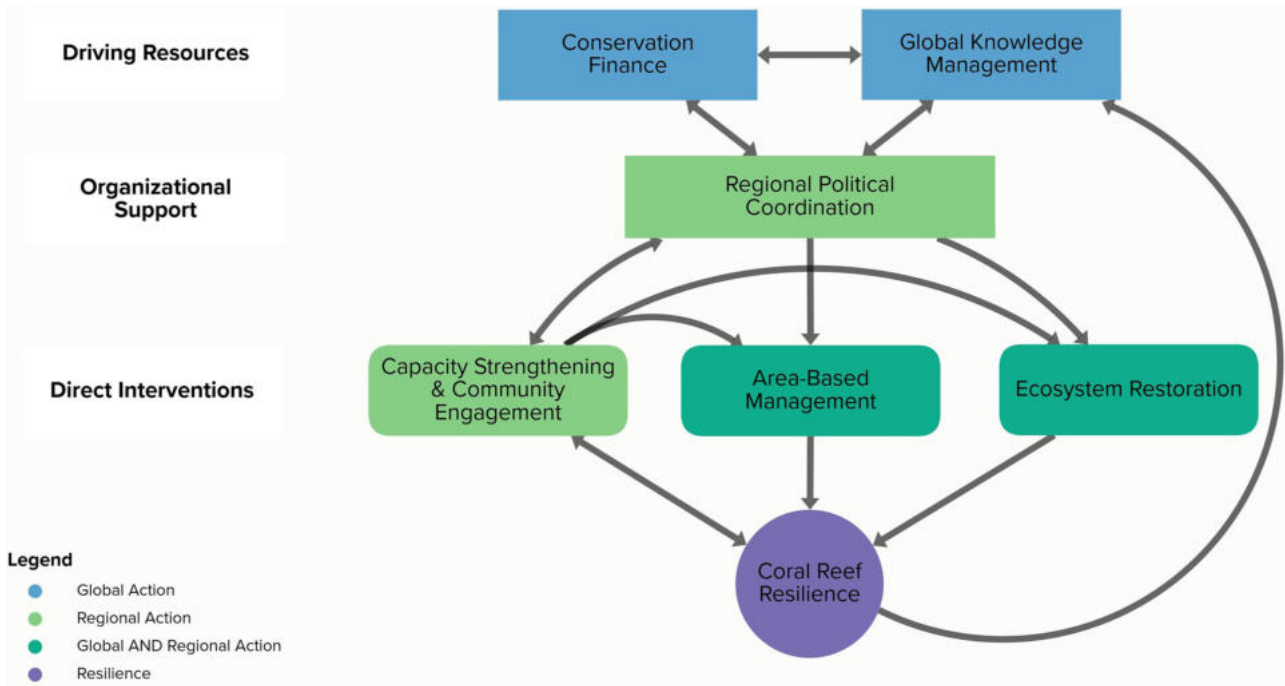 Driving Resources
Conservation
Finance
Global Knowledge
Management
Organizational
Support
Regional Political
Coordination
Direct Interventions
Capacity Strengthening
& Community
Engagement
Area-Based
Management
Ecosystem Restoration
Coral Reef
Resilience
Legend
Global Action
Regional Action
Global AND Regional Action
Resilience